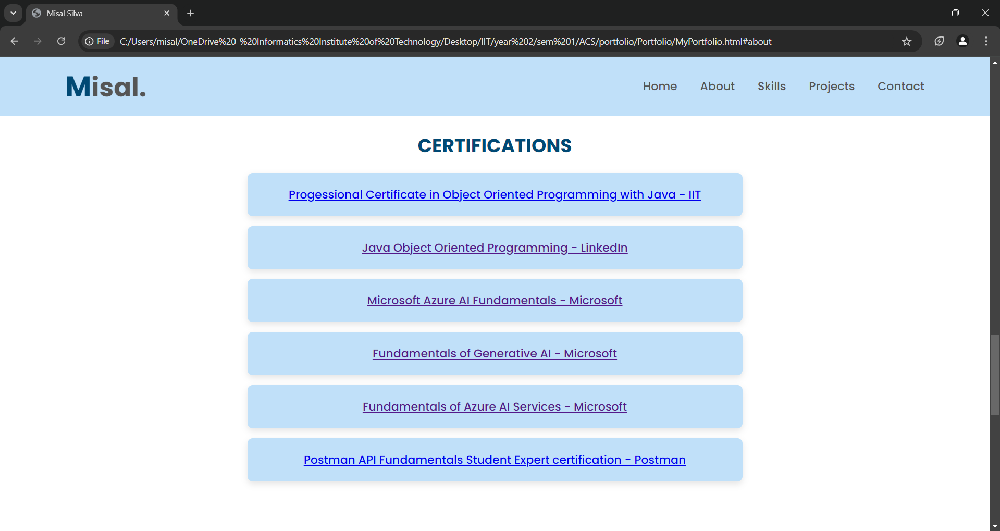 Misal Silva
File
C:/Users/misal/OneDrive%20-%20Informatics%20Institute%20of%20Technology/Desktop/IIT/year%202/sem%201/ACS/portfolio/Portfolio/MyPortfolio.html#about
Misal.
Home About Skills Projects Contact
CERTIFICATIONS
Progessional Certificate in Object Oriented Programming with Java - IIT
Java Object Oriented Programming - LinkedIn
Microsoft Azure AI Fundamentals - Microsoft
Fundamentals of Generative AI - Microsoft
Fundamentals of Azure AI Services - Microsoft
Postman API Fundamentals Student Expert certification - Postman